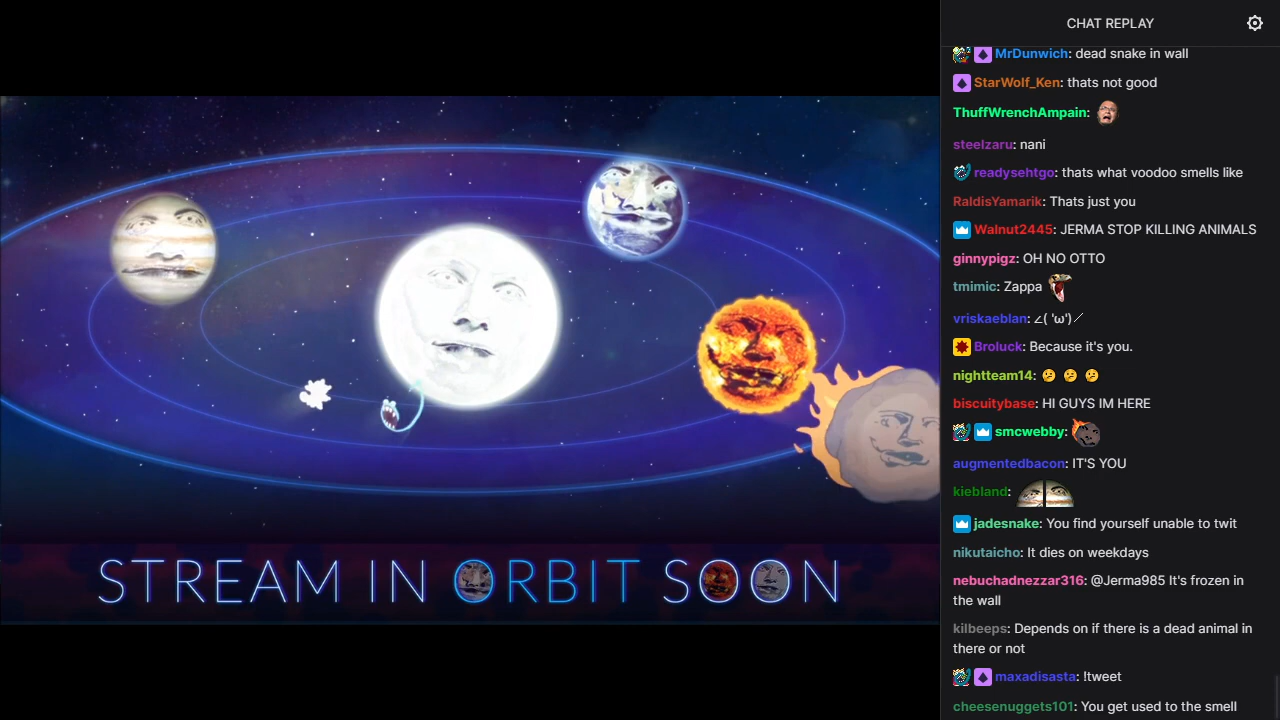 CHAT REPLAY
MrDunwich: dead snake in wall
StarWolf_Ken: thats not good
ThuffWrenchAmpain:
steelzaru: nani
readysehtgo: thats what voodoo smells like
RaldisYamarik: Thats just you
Walnut2445: JERMA STOP KILLING ANIMALS
ginnypigz: OH NO OTTO
tmimic: Zappa
vriskaeblan: ∠( 'ω')／
Broluck: Because it's you.
nightteam14: 🤔 🤔 🤔
biscuitybase: HI GUYS IM HERE
smcwebby:
augmentedbacon: IT'S YOU
kiebland:
jadesnake: You find yourself unable to twit
nikutaicho: It dies on weekdays
nebuchadnezzar316: @Jerma985 It's frozen in
the wall
kilbeeps: Depends on if there is a dead animal in
there or not
maxadisasta: !tweet
cheesenuggets101: You get used to the smell
STREAM IN ORBIT SOON